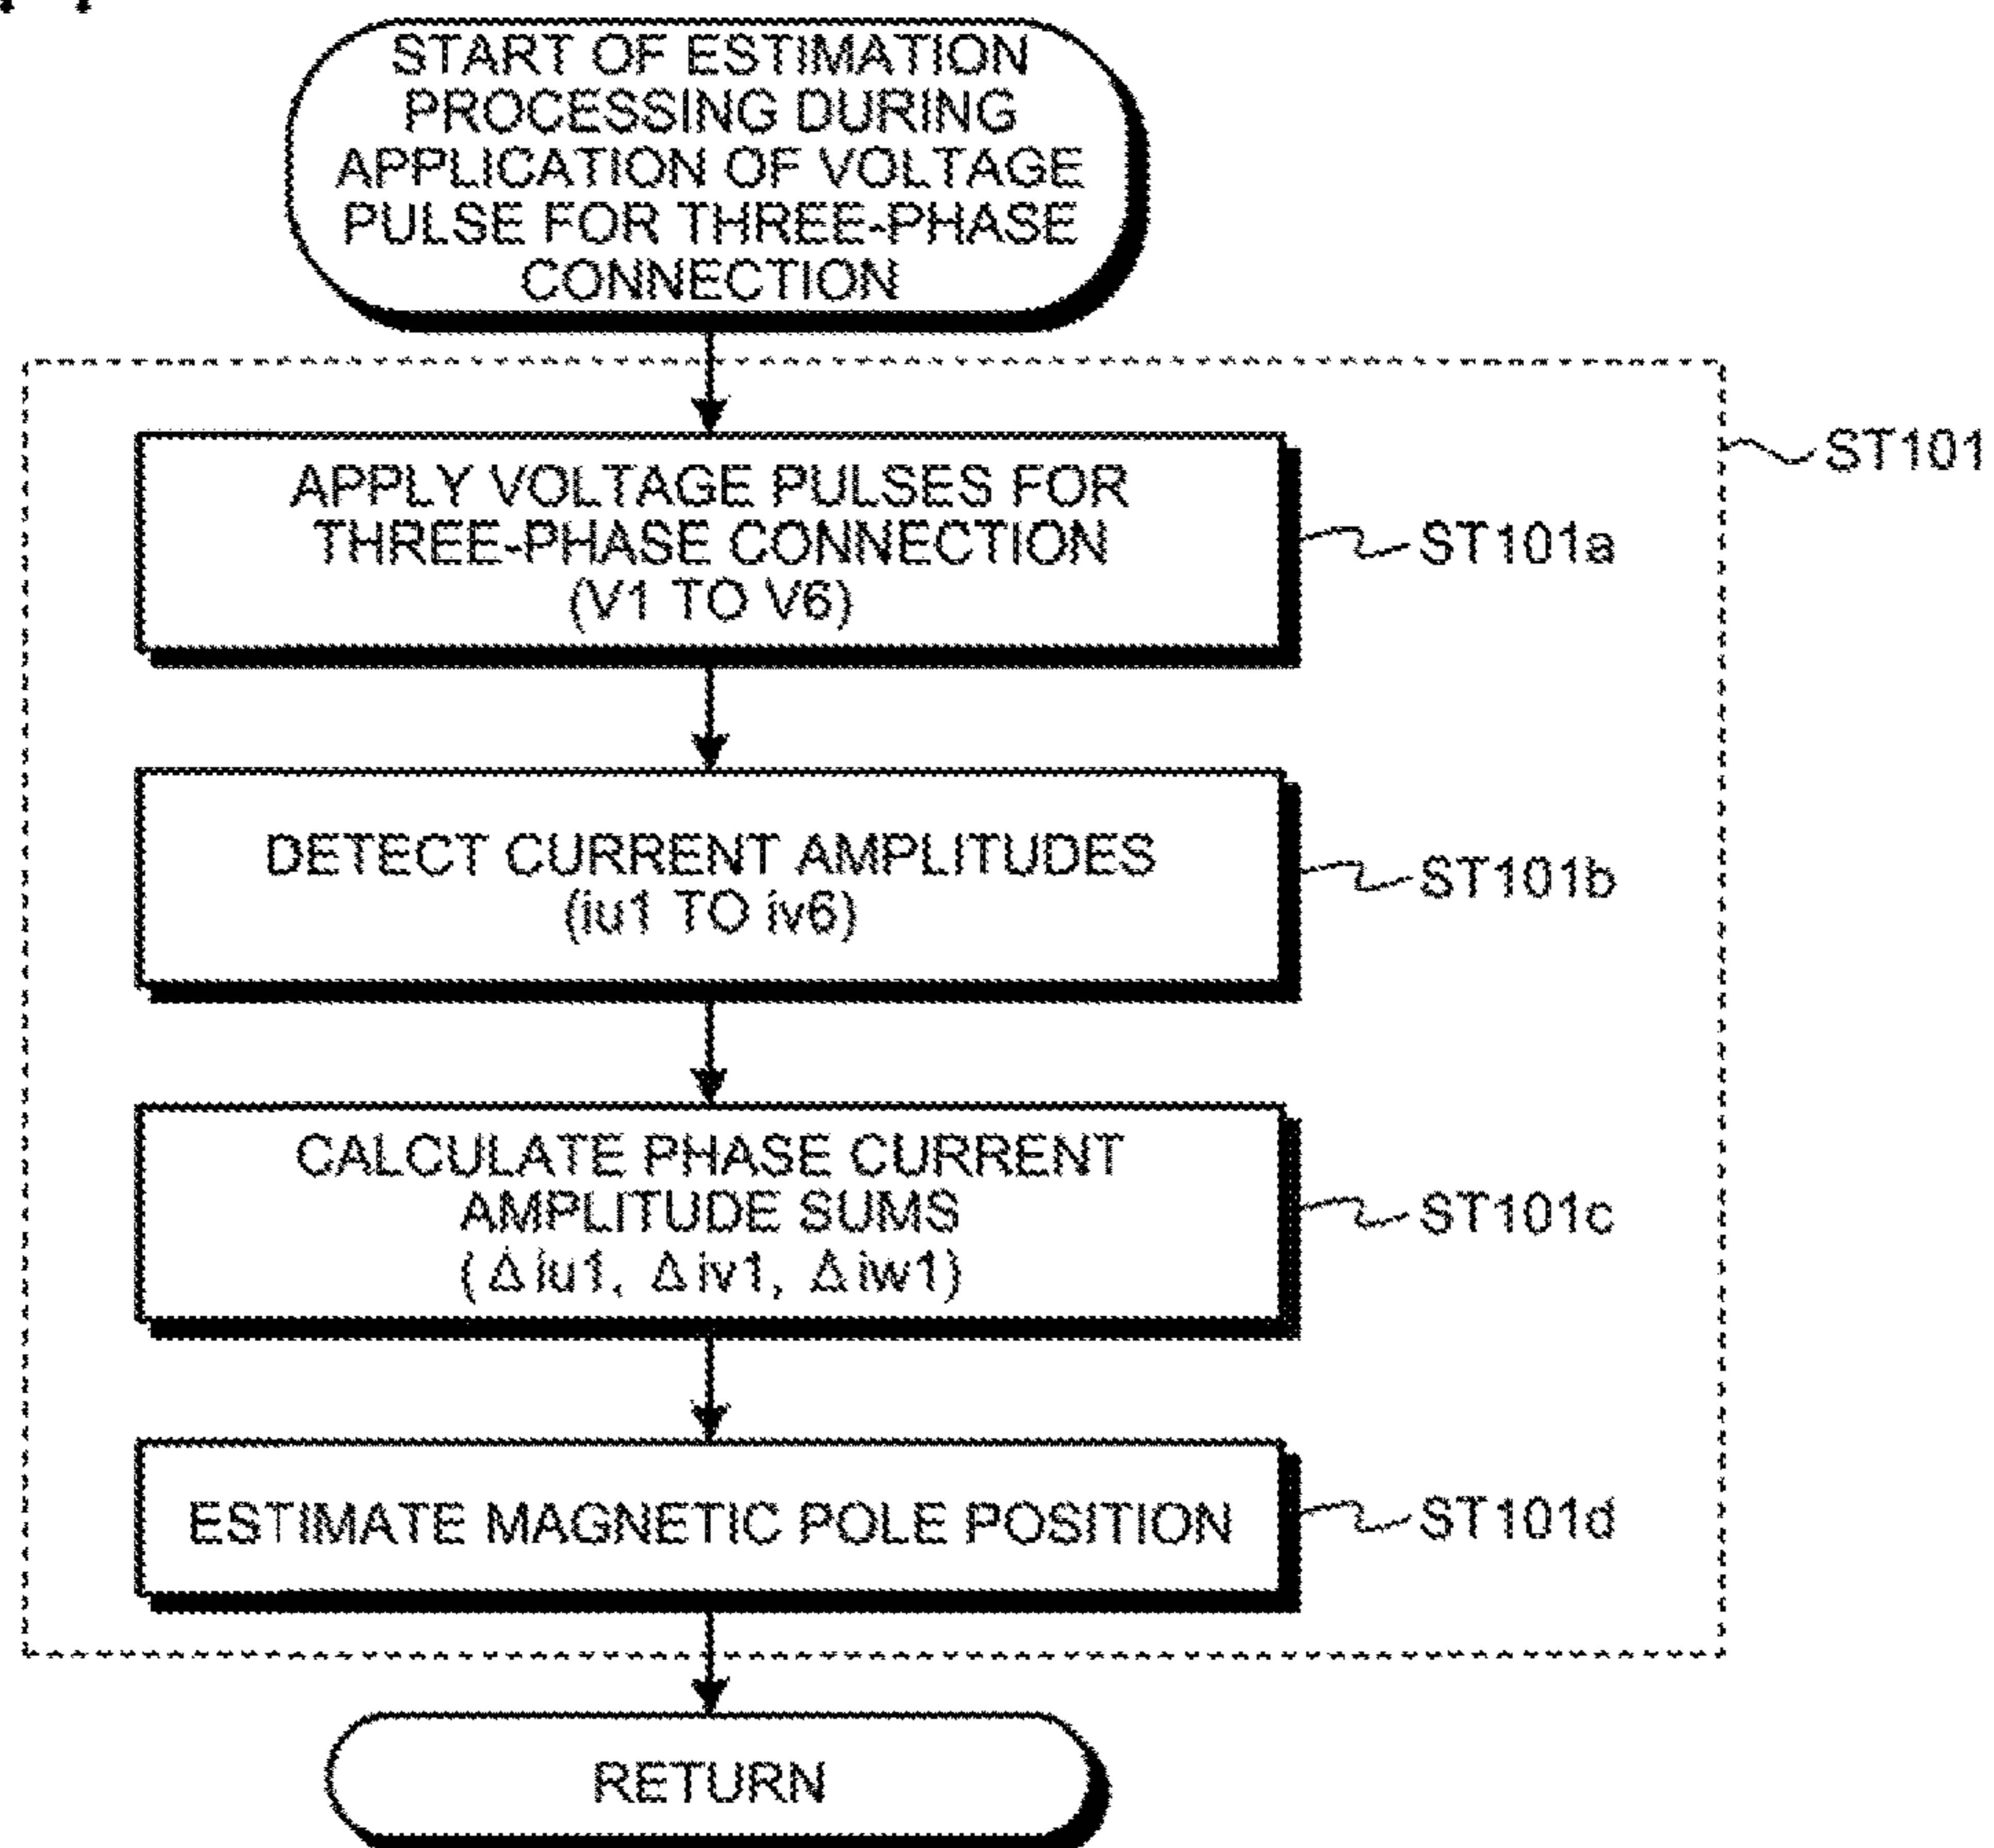 START OF ESTIMATION
PROCESSING DURING
APPLICATION OF VOLTAGE
PULSE FOR THREE-PHASE
CONNECTION
ST101
APPLY VOLTAGE PULSES FOR
THREE-PHASE CONNECTION
(V1 TO V6)
ST101a
DETECT CURRENT AMPLITUDES
(iu1 TO iv6)
ST101b
CALCULATE PHASE CURRENT
AMPLITUDE SUMS
(Δiu1, Δiv1, Δiw1)
ST101c
ESTIMATE MAGNETIC POLE POSITION
ST101d
RETURN